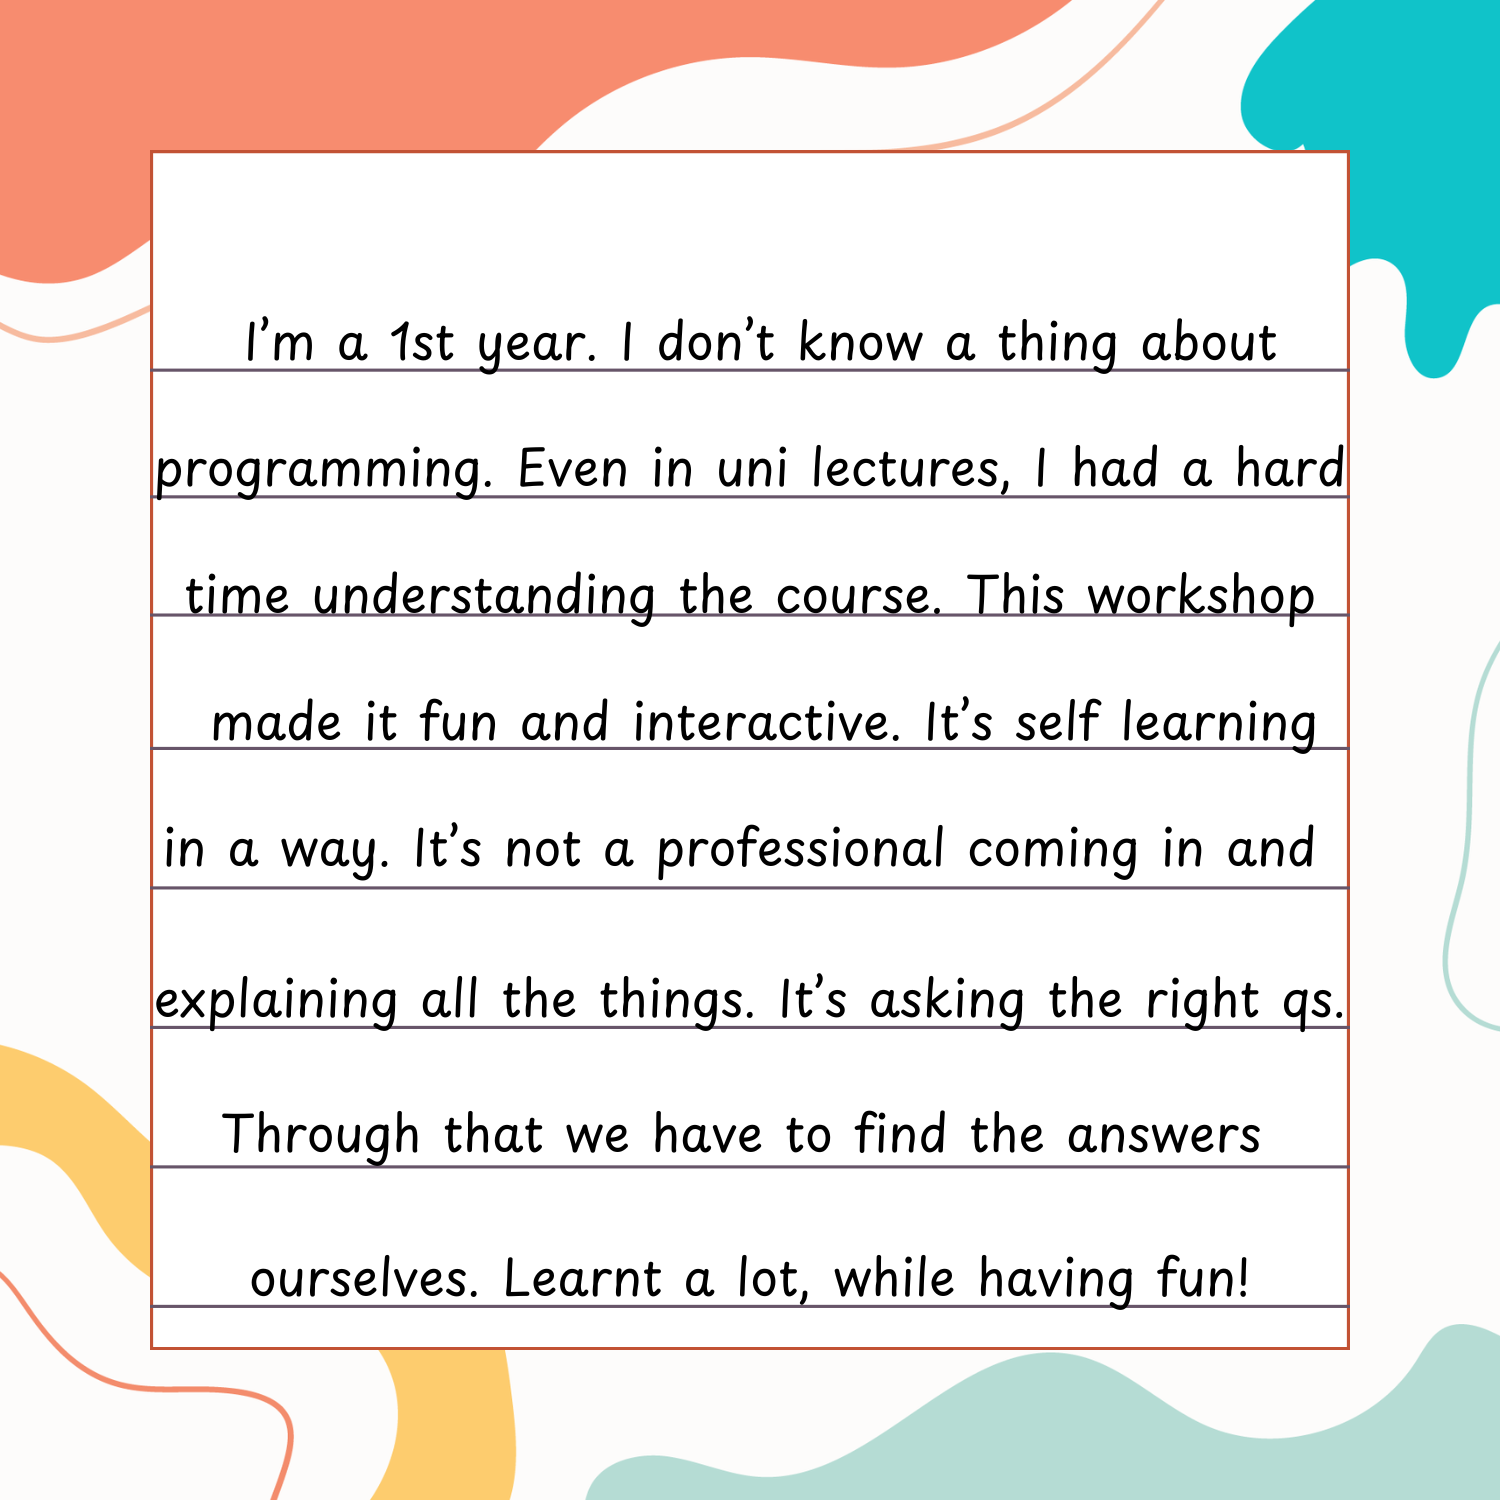 I’m a 1st year. I don’t know a thing about
programming. Even in uni lectures, I had a hard
time understanding the course. This workshop
made it fun and interactive. It’s self learning
in a way. It’s not a professional coming in and
explaining all the things. It’s asking the right qs.
Through that we have to find the answers
ourselves. Learnt a lot, while having fun!